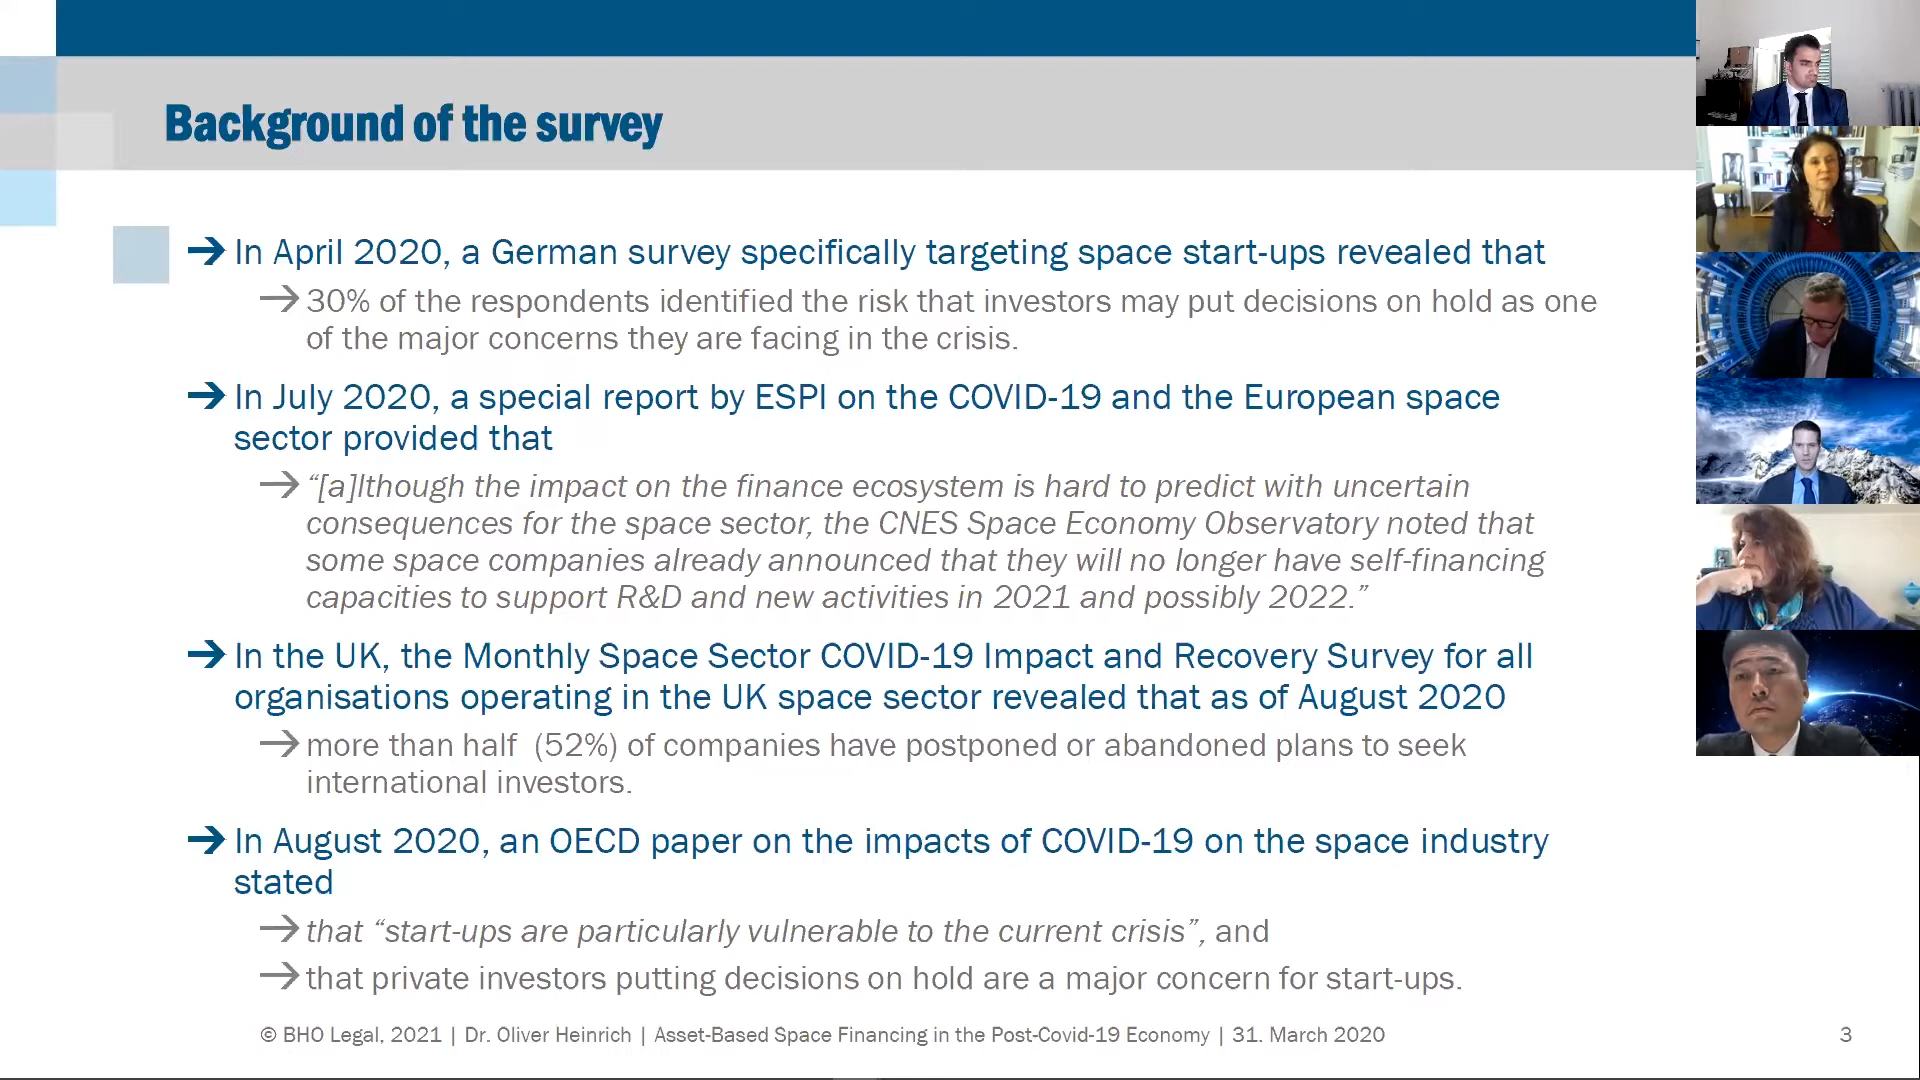 Background of the survey
In April 2020, a German survey specifically targeting space start-ups revealed that
30% of the respondents identified the risk that investors may put decisions on hold as one
of the major concerns they are facing in the crisis.
In July 2020, a special report by ESPI on the COVID-19 and the European space
sector provided that
“[a]lthough the impact on the finance ecosystem is hard to predict with uncertain
consequences for the space sector, the CNES Space Economy Observatory noted that
some space companies already announced that they will no longer have self-financing
capacities to support R&D and new activities in 2021 and possibly 2022.”
In the UK, the Monthly Space Sector COVID-19 Impact and Recovery Survey for all
organisations operating in the UK space sector revealed that as of August 2020
more than half (52%) of companies have postponed or abandoned plans to seek
international investors.
In August 2020, an OECD paper on the impacts of COVID-19 on the space industry
stated
that “start-ups are particularly vulnerable to the current crisis”, and
that private investors putting decisions on hold are a major concern for start-ups.
© BHO Legal, 2021 | Dr. Oliver Heinrich | Asset-Based Space Financing in the Post-Covid-19 Economy | 31. March 2020
3